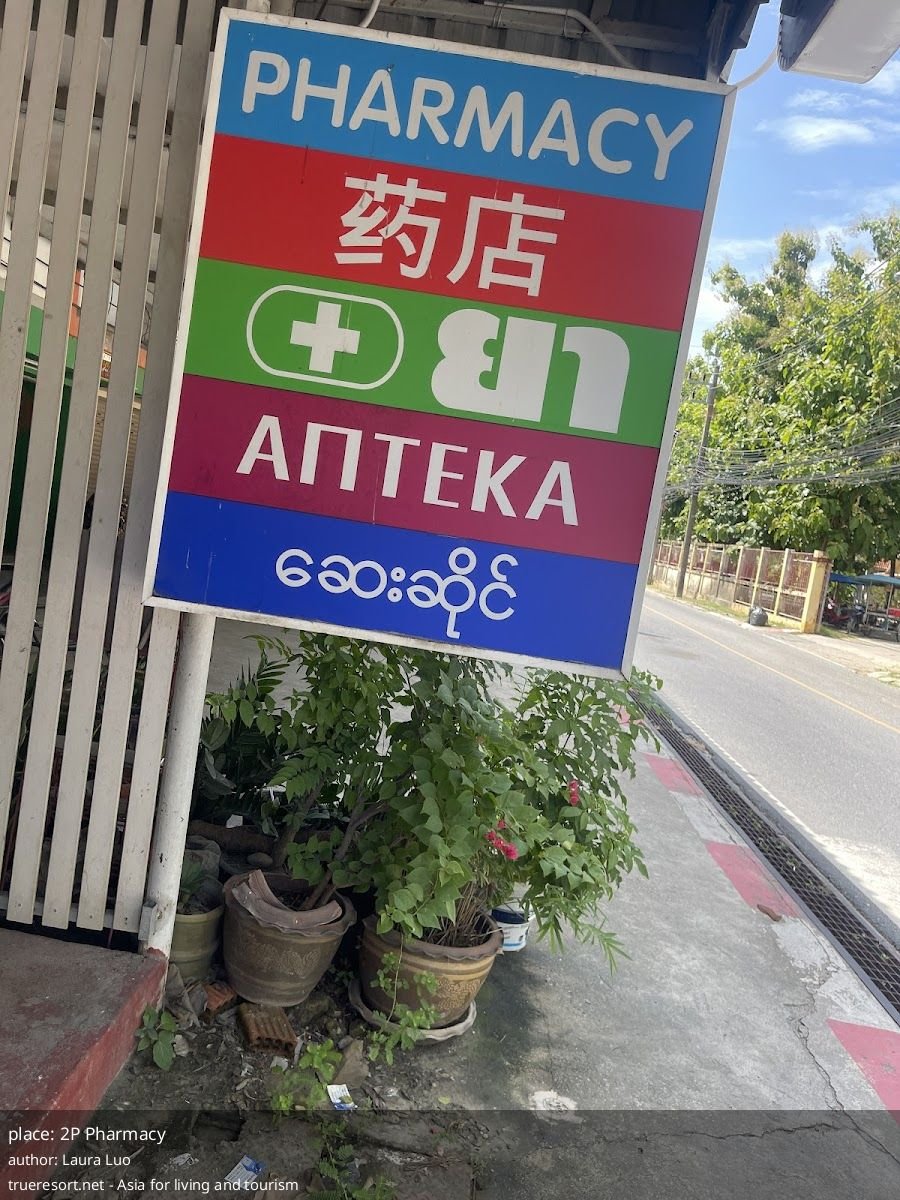 PHARMACY
药店
ยา
АПТЕКА
ဆေးဆိုင်
place: 2P Pharmacy
author: Laura Luo
trueresort.net - Asia for living and tourism